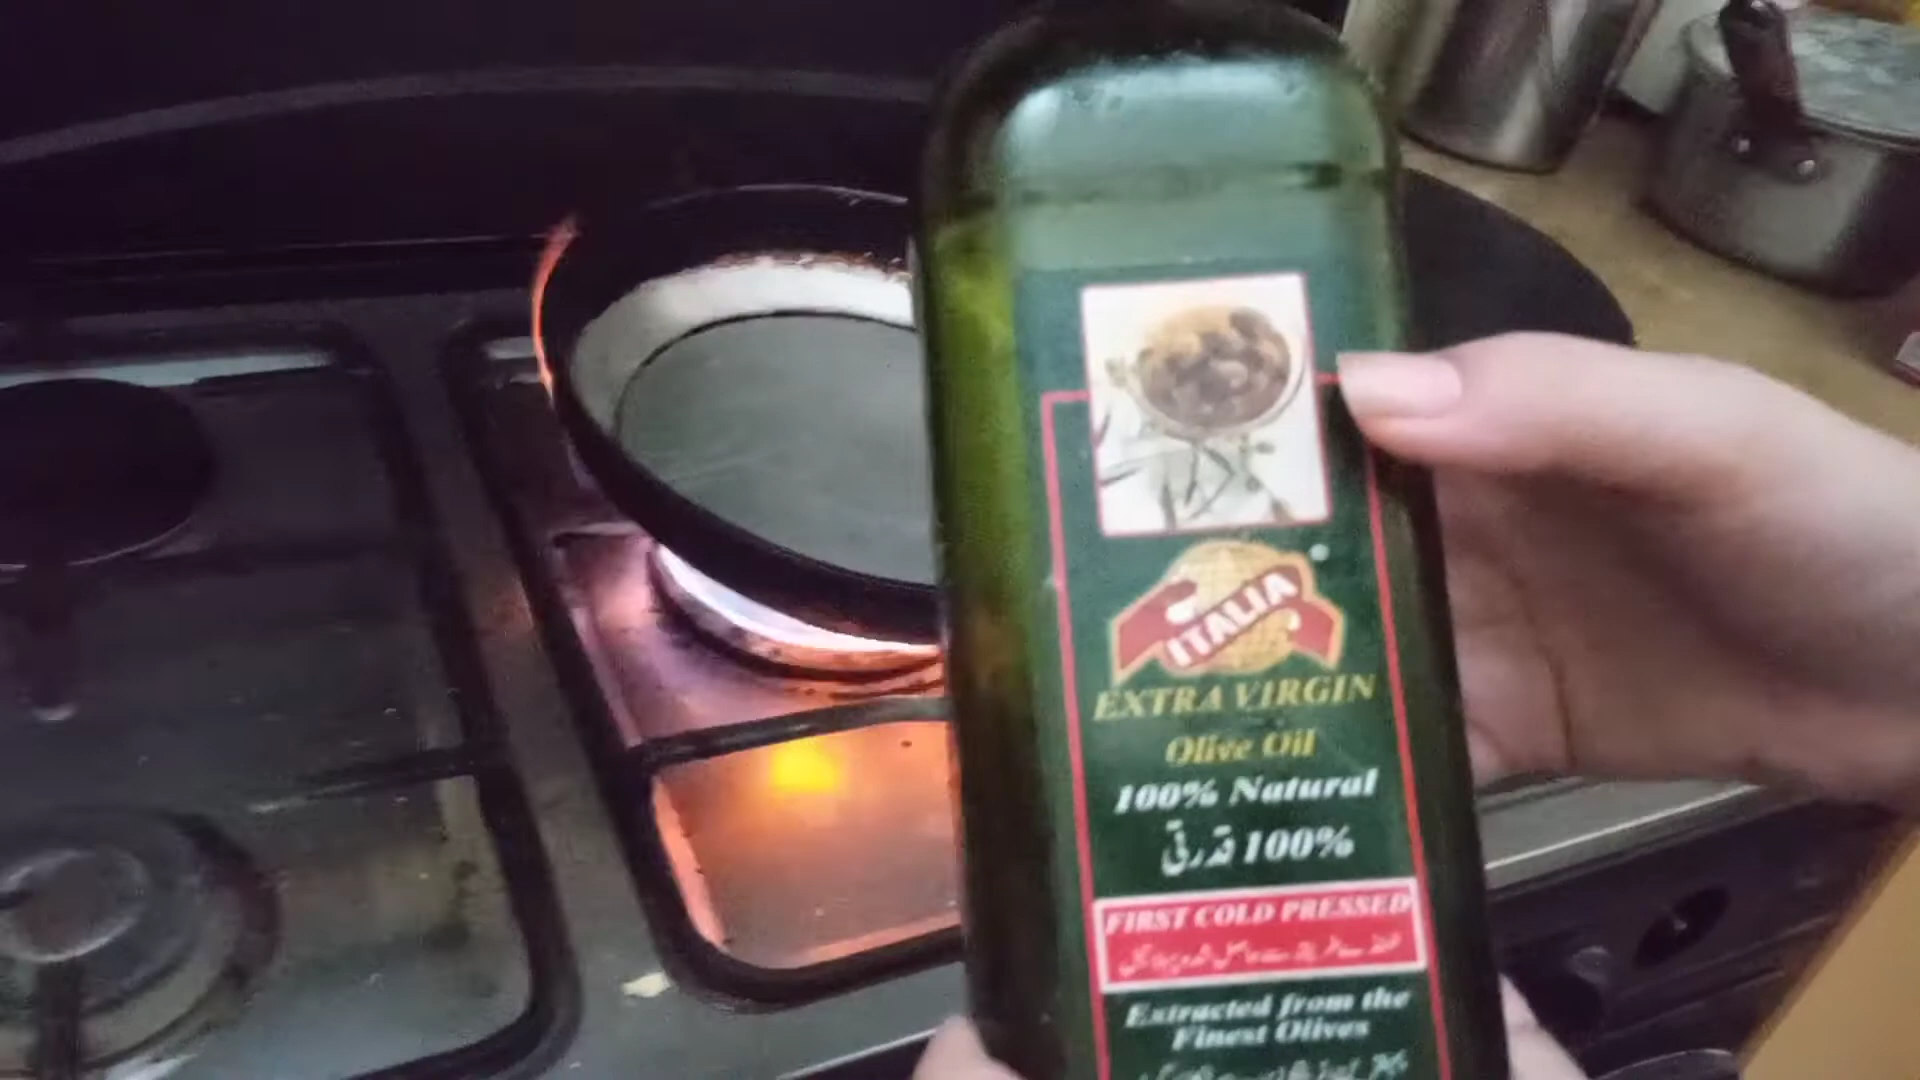 ITALIA
EXTRA VIRGIN
Olive Oil
100% Natural
100% قدرتی
FIRST COLD PRESSED
Extracted from the
Finest Olives